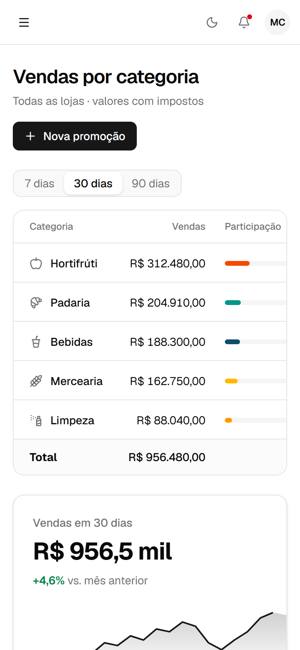 MC
Vendas por categoria
Todas as lojas · valores com impostos
Nova promoção
7 dias 30 dias 90 dias
Categoria Vendas Participação
Hortifrúti R$ 312.480,00
Padaria R$ 204.910,00
Bebidas R$ 188.300,00
Mercearia R$ 162.750,00
Limpeza R$ 88.040,00
Total R$ 956.480,00
Vendas em 30 dias
R$ 956,5 mil
+4,6% vs. mês anterior